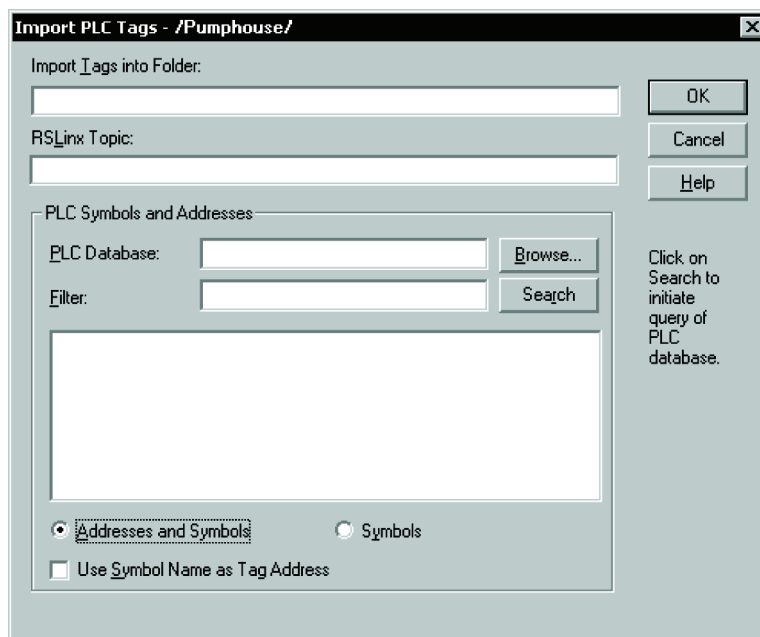 Import PLC Tags - /Pumphouse/
Import Tags into Folder:
OK
RSLinx Topic:
Cancel
Help
PLC Symbols and Addresses
PLC Database:
Browse...
Filter:
Search
Click on
Search to
initiate
query of
PLC
database.
Addresses and Symbols
Symbols
Use Symbol Name as Tag Address